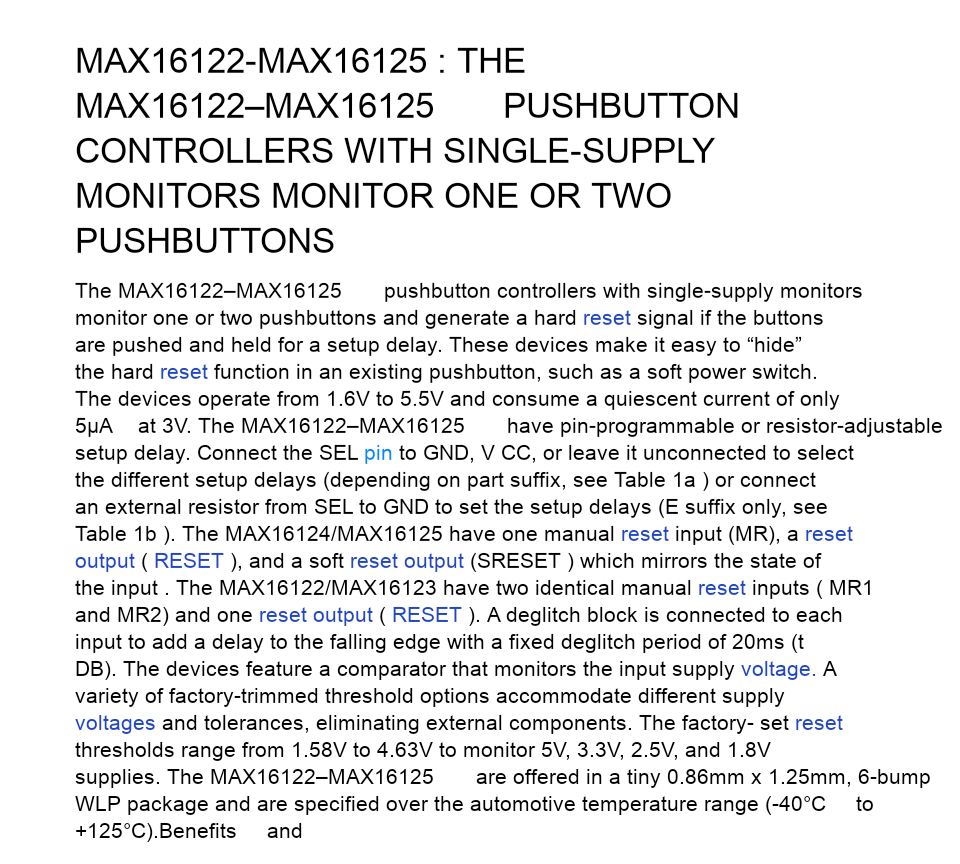 MAX16122-MAX16125 : THE
MAX16122–MAX16125 PUSHBUTTON
CONTROLLERS WITH SINGLE-SUPPLY
MONITORS MONITOR ONE OR TWO
PUSHBUTTONS
The MAX16122–MAX16125 pushbutton controllers with single-supply monitors
monitor one or two pushbuttons and generate a hard reset signal if the buttons
are pushed and held for a setup delay. These devices make it easy to “hide”
the hard reset function in an existing pushbutton, such as a soft power switch.
The devices operate from 1.6V to 5.5V and consume a quiescent current of only
5µA at 3V. The MAX16122–MAX16125 have pin-programmable or resistor-adjustable
setup delay. Connect the SEL pin to GND, V CC, or leave it unconnected to select
the different setup delays (depending on part suffix, see Table 1a ) or connect
an external resistor from SEL to GND to set the setup delays (E suffix only, see
Table 1b ). The MAX16124/MAX16125 have one manual reset input (MR), a reset
output ( RESET ), and a soft reset output (SRESET ) which mirrors the state of
the input . The MAX16122/MAX16123 have two identical manual reset inputs ( MR1
and MR2) and one reset output ( RESET ). A deglitch block is connected to each
input to add a delay to the falling edge with a fixed deglitch period of 20ms (t
DB). The devices feature a comparator that monitors the input supply voltage. A
variety of factory-trimmed threshold options accommodate different supply
voltages and tolerances, eliminating external components. The factory- set reset
thresholds range from 1.58V to 4.63V to monitor 5V, 3.3V, 2.5V, and 1.8V
supplies. The MAX16122–MAX16125 are offered in a tiny 0.86mm x 1.25mm, 6-bump
WLP package and are specified over the automotive temperature range (-40°C to
+125°C).Benefits and